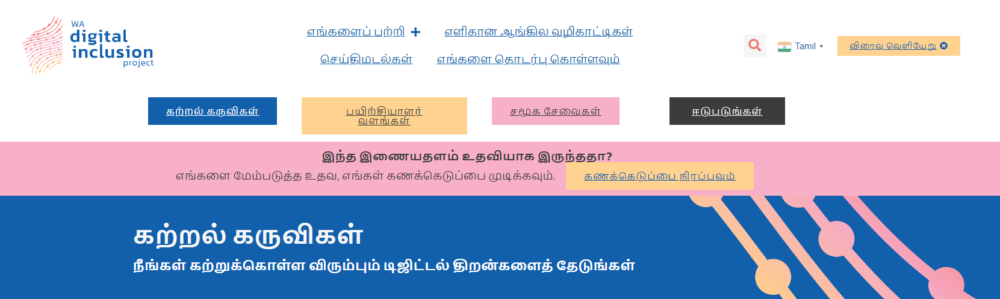 WA
digital
inclusion
project
எங்களைப் பற்றி
எளிதான ஆங்கில வழிகாட்டிகள்
செய்திமடல்கள்
எங்களை தொடர்பு கொள்ளவும்
Tamil
விரைவு வெளியேறு
கற்றல் கருவிகள்
பயிற்சியாளர்
வளங்கள்
சமூக சேவைகள்
ஈடுபடுங்கள்
இந்த இணையதளம் உதவியாக இருந்ததா?
எங்களை மேம்படுத்த உதவ, எங்கள் கணக்கெடுப்பை முடிக்கவும்.
கணக்கெடுப்பை நிரப்பவும்
கற்றல் கருவிகள்
நீங்கள் கற்றுக்கொள்ள விரும்பும் டிஜிட்டல் திறன்களைத் தேடுங்கள்